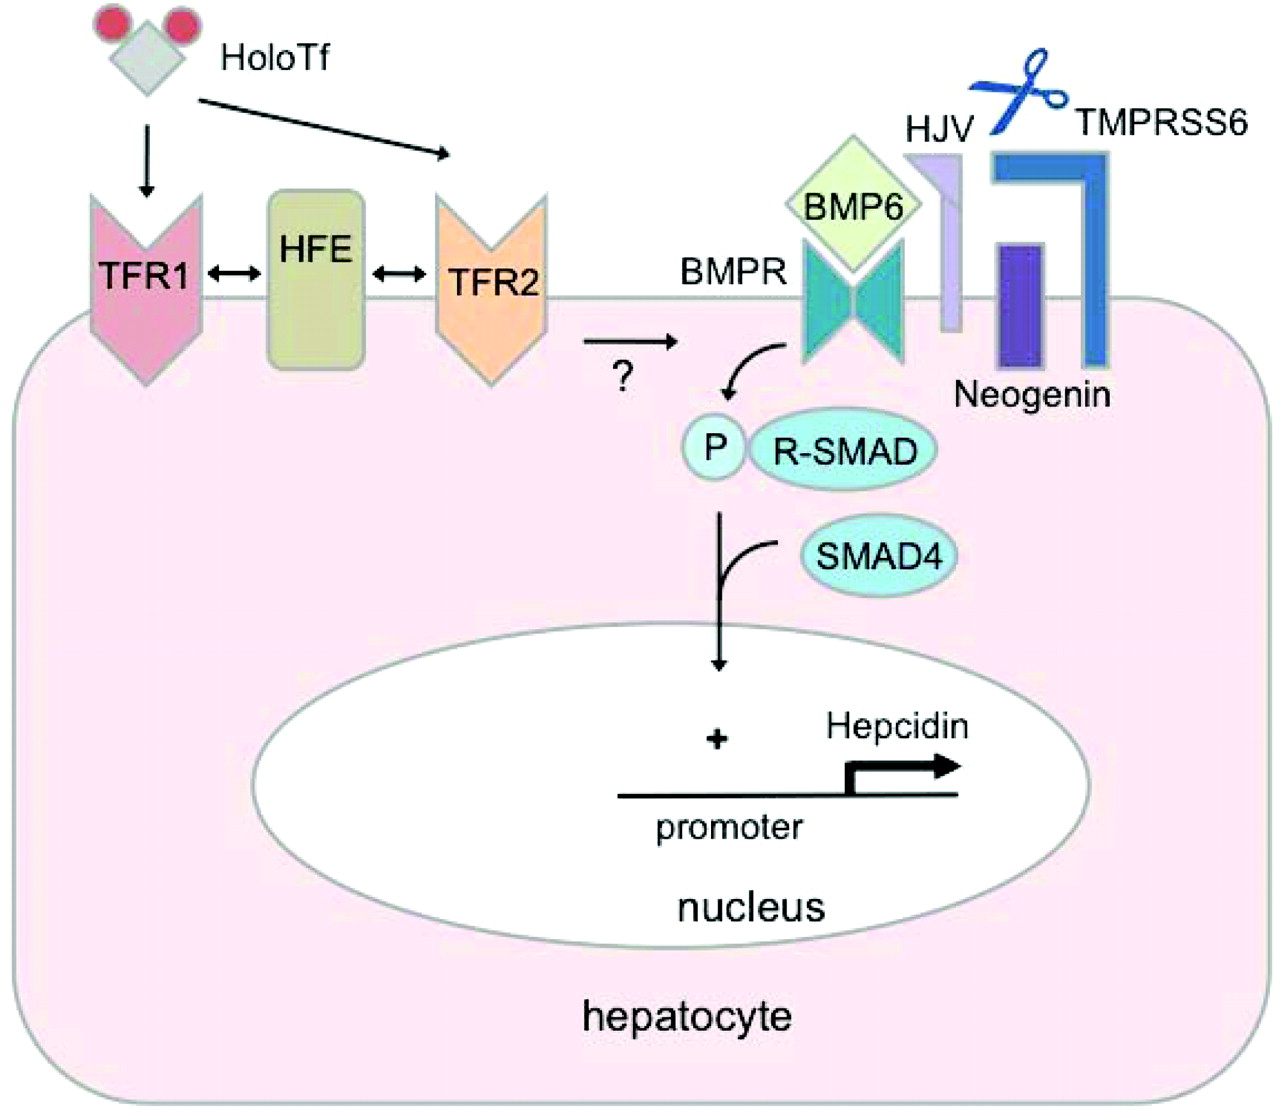 HoloTf
HJV
TMPRSS6
BMP6
TFR1
HFE
TFR2
BMPR
?
Neogenin
P
R-SMAD
SMAD4
+
Hepcidin
promoter
nucleus
hepatocyte